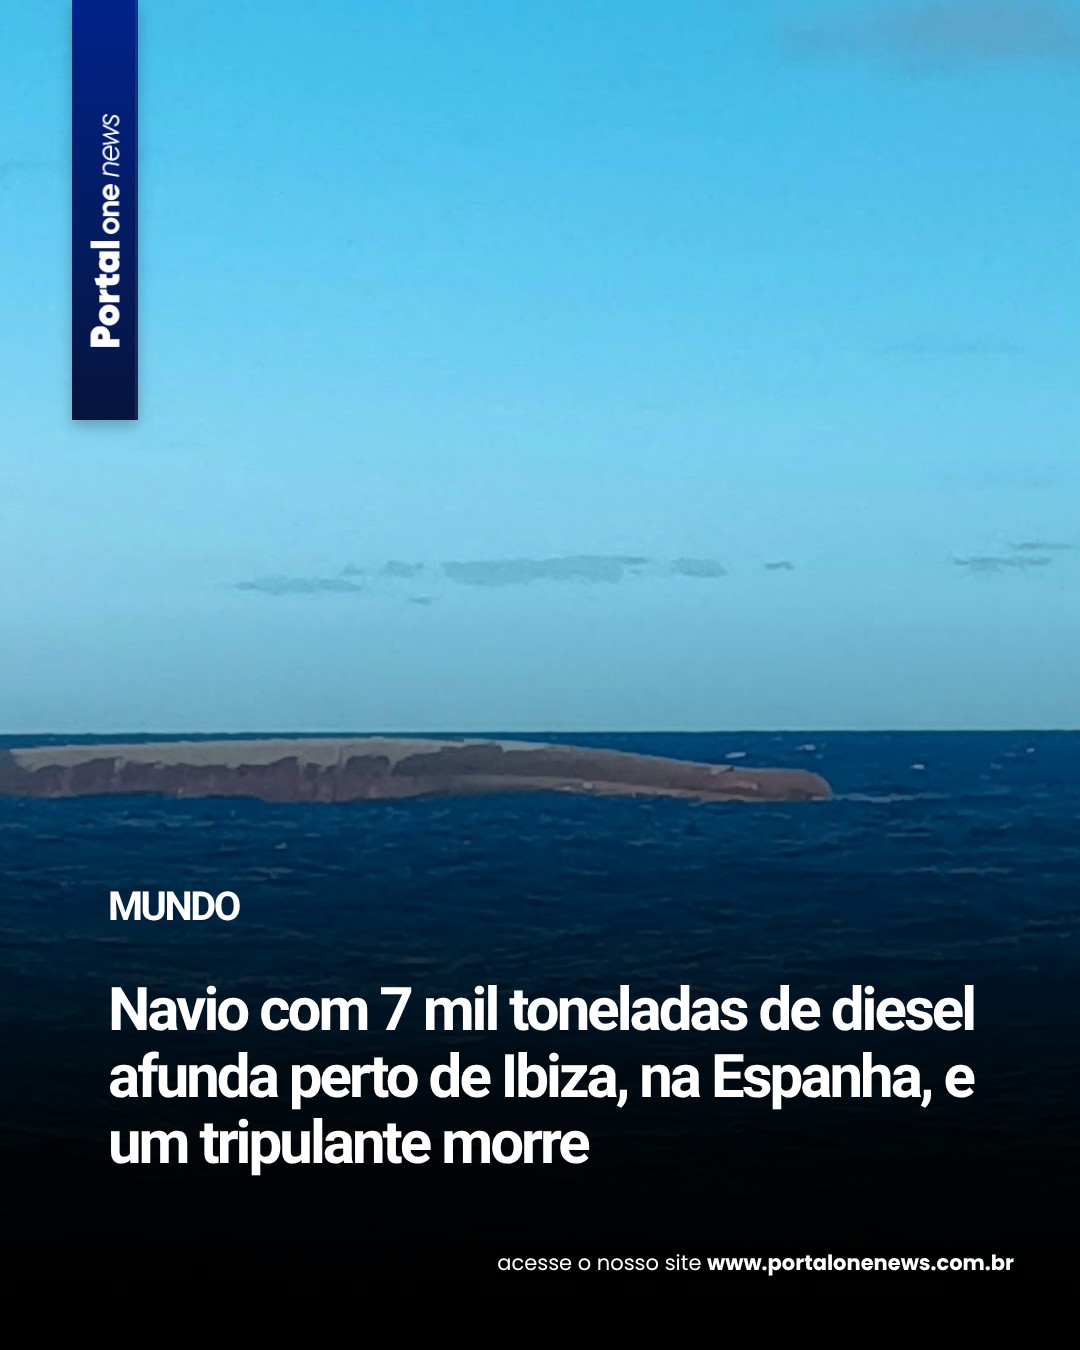 Portal one news
MUNDO
Navio com 7 mil toneladas de diesel
afunda perto de Ibiza, na Espanha, e
um tripulante morre
acesse o nosso site www.portalonenews.com.br